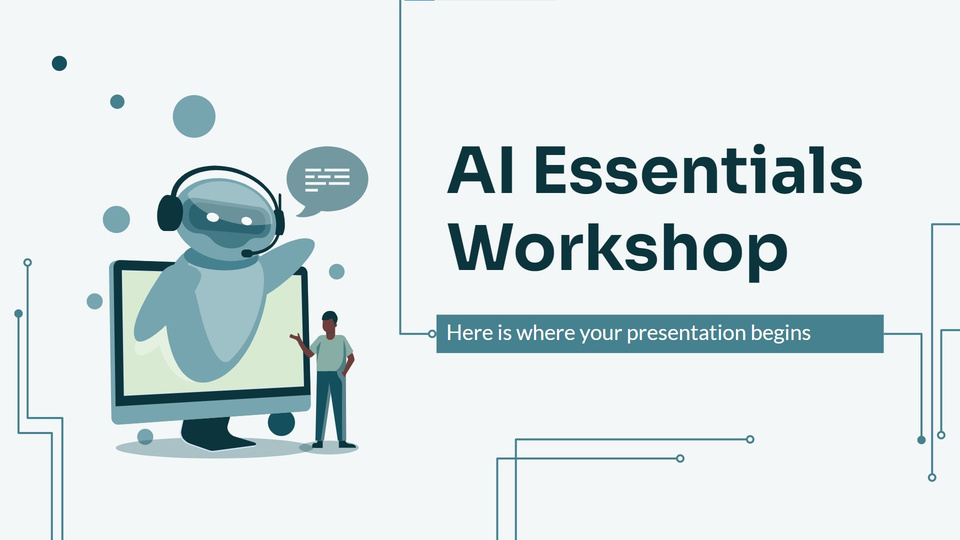 AI Essentials
Workshop
Here is where your presentation begins